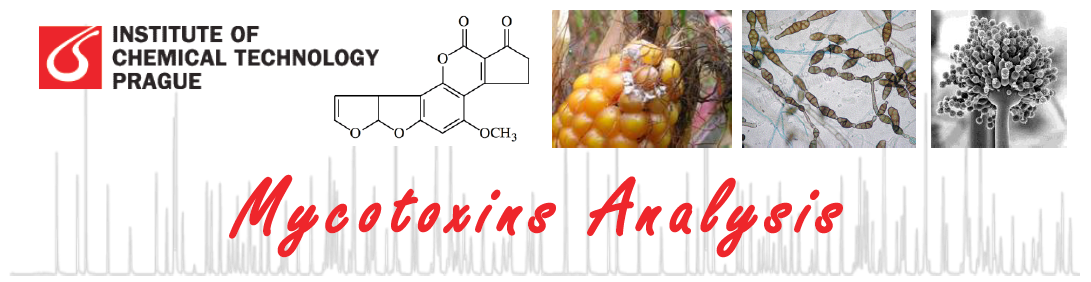 INSTITUTE OF
CHEMICAL TECHNOLOGY
PRAGUE
O O
O
O O OCH₃
Mycotoxins Analysis